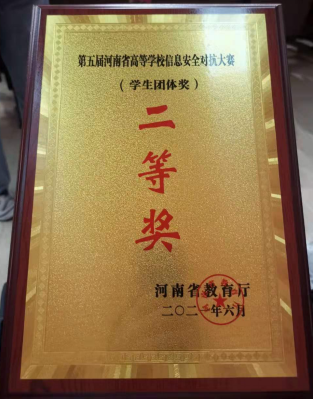 第五届河南省高等学校信息安全对抗大赛
（学生团体奖）
二等奖
河南省教育厅
二〇二年六月